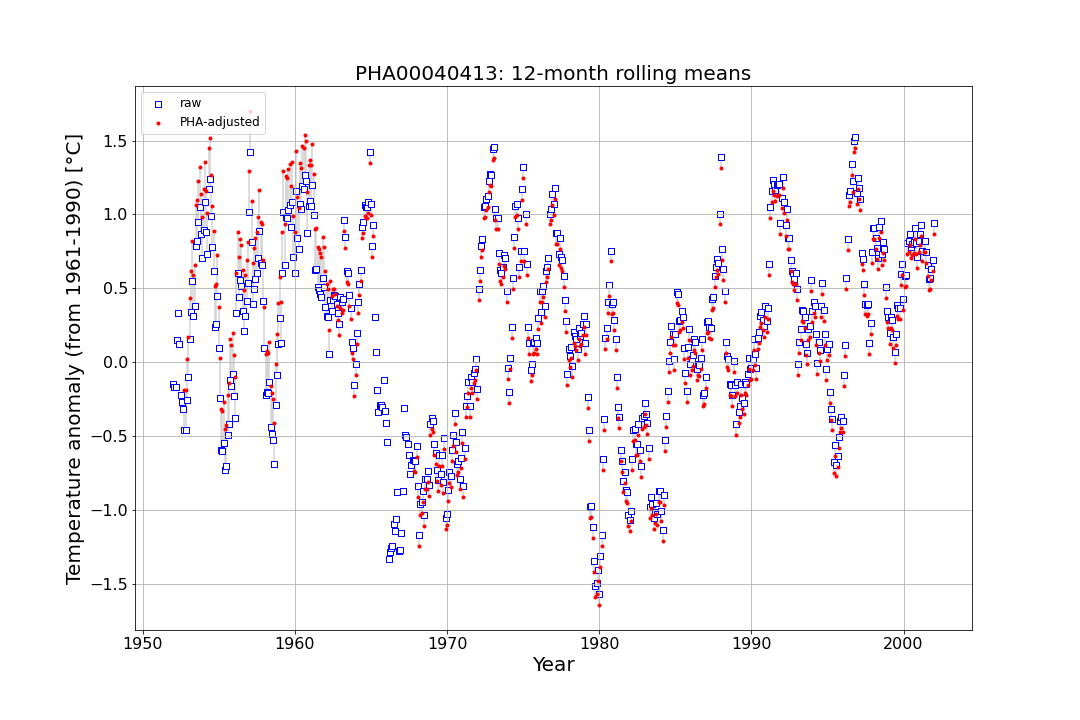 PHA00040413: 12-month rolling means
raw
PHA-adjusted
Temperature anomaly (from 1961-1990) [°C]
1.5
1.0
0.5
0.0
−0.5
−1.0
−1.5
1950 1960 1970 1980 1990 2000
Year